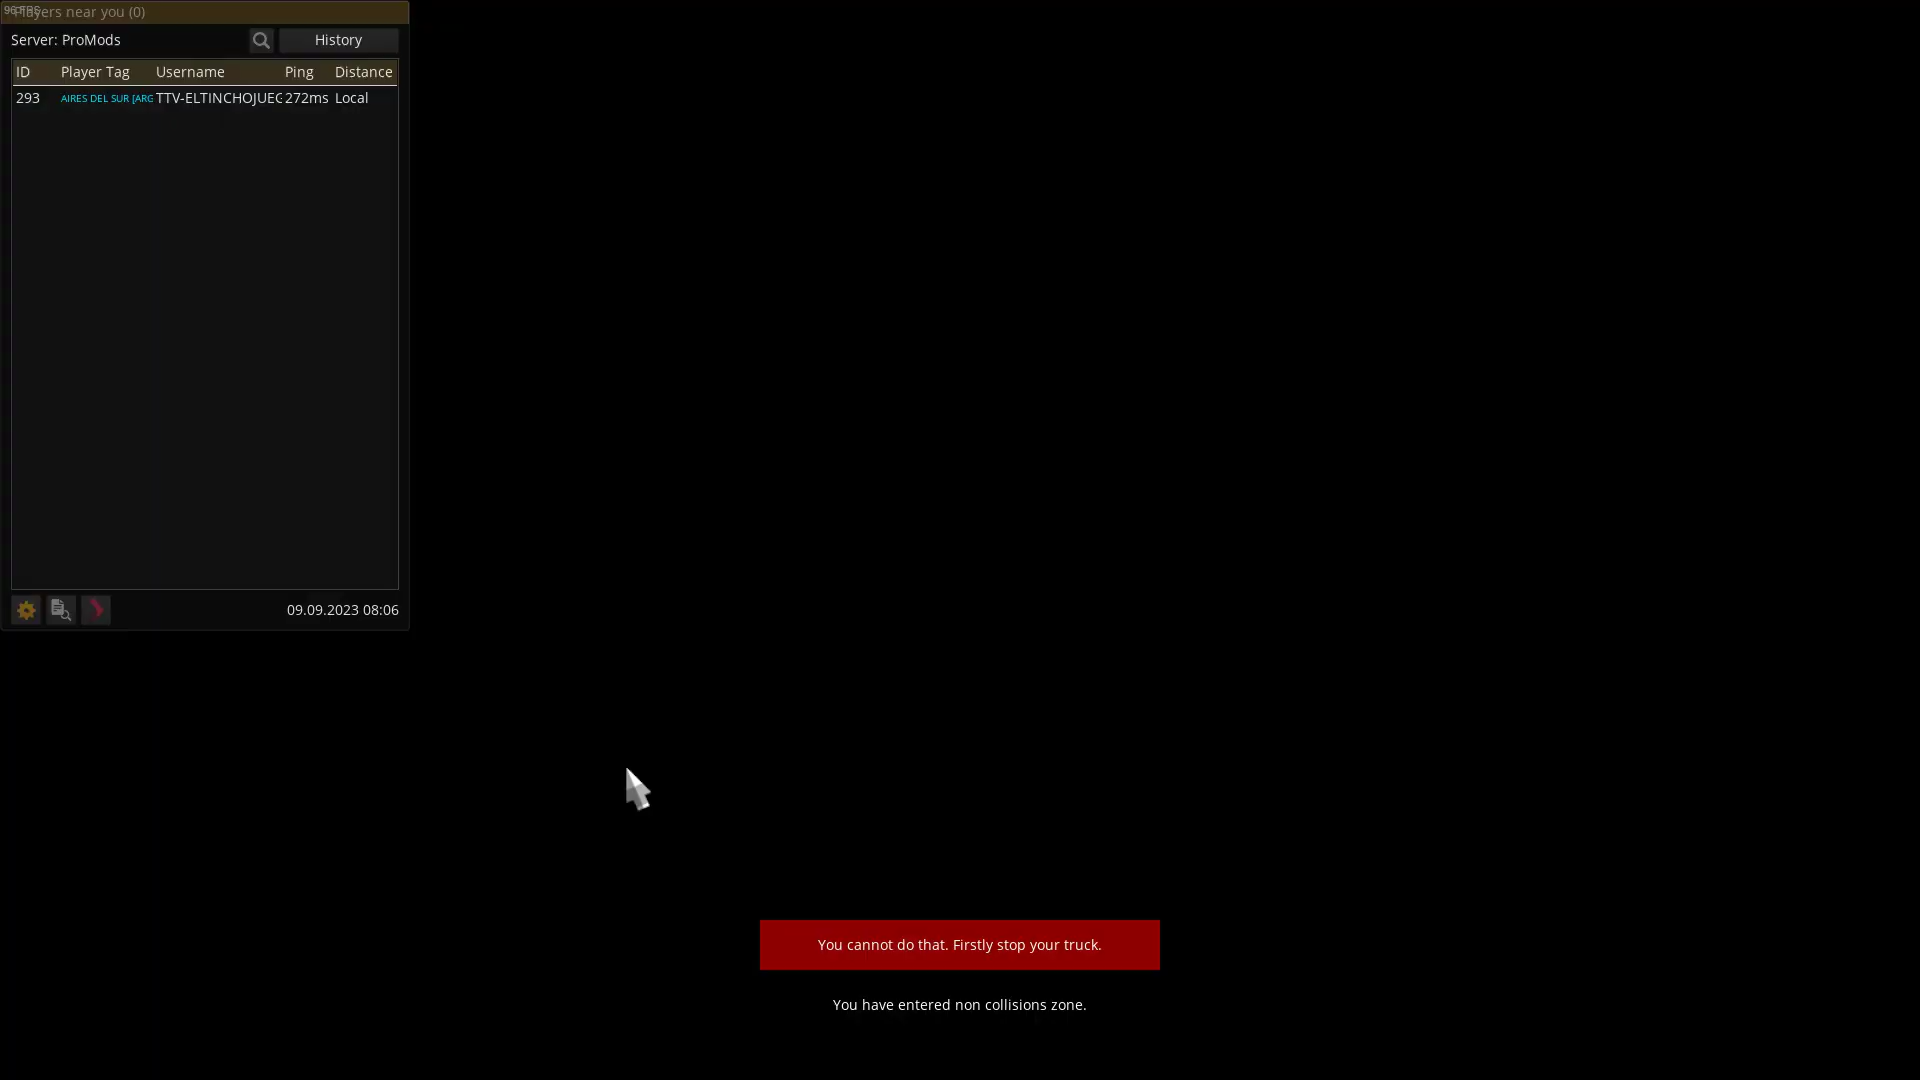 Players near you (0)
Server: ProMods
History
ID Player Tag Username Ping Distance
293 AIRES DEL SUR [ARG TTV-ELTINCHOJUEG 272ms Local
09.09.2023 08:06
You cannot do that. Firstly stop your truck.
You have entered non collisions zone.